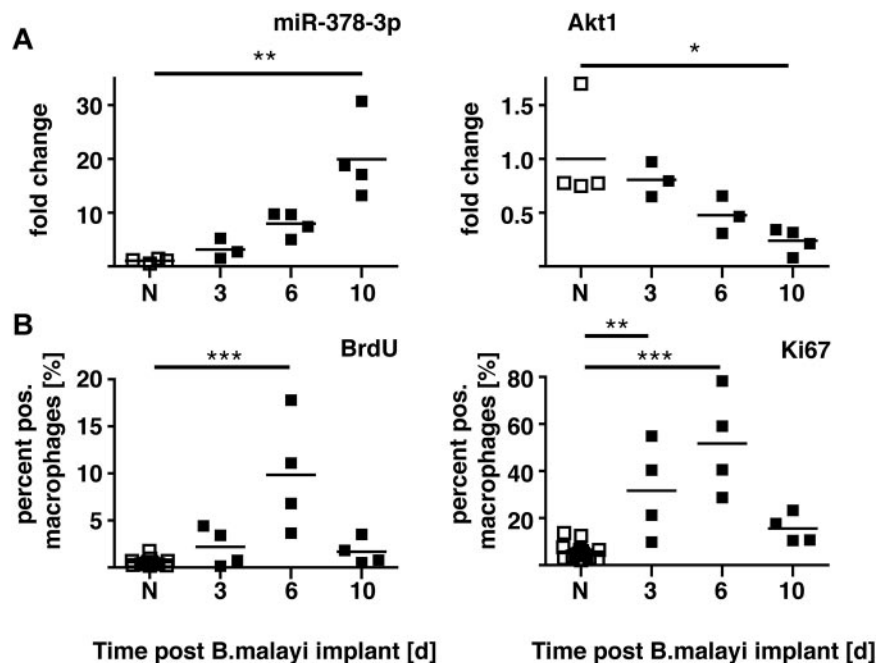 A
miR-378-3p
Akt1
**
*
fold change
30
20
10
N 3 6 10
fold change
1.5
1.0
0.5
N 3 6 10
B
BrdU
Ki67
***
**
***
percent pos.
macrophages [%]
20
15
10
5
N 3 6 10
percent pos.
macrophages [%]
80
60
40
20
N 3 6 10
Time post B.malayi implant [d]
Time post B.malayi implant [d]